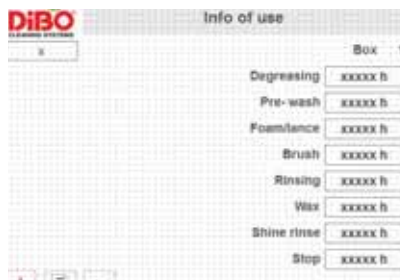 DiBO
CLEANING SYSTEMS
Info of use
x
Box
Degreasing xxxxx h
Pre- wash xxxxx h
Foam/lance xxxxx h
Brush xxxxx h
Rinsing xxxxx h
Wax xxxxx h
Shine rinse xxxxx h
Stop xxxxx h